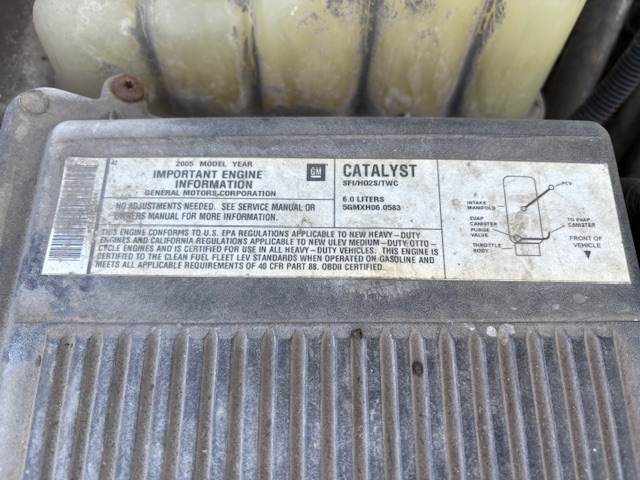 2005 MODEL YEAR
IMPORTANT ENGINE
INFORMATION
GENERAL MOTORS CORPORATION
NO ADJUSTMENTS NEEDED. SEE SERVICE MANUAL OR
OWNERS MANUAL FOR MORE INFORMATION.
GM
CATALYST
SFI/HO2S/TWC
6.0 LITERS
5GMXH06.0583
THIS ENGINE CONFORMS TO U.S. EPA REGULATIONS APPLICABLE TO NEW HEAVY-DUTY
ENGINES AND CALIFORNIA REGULATIONS APPLICABLE TO NEW ULEV MEDIUM-DUTY OTTO-
CYCLE ENGINES AND IS CERTIFIED FOR USE IN ALL HEAVY-DUTY VEHICLES. THIS ENGINE IS
CERTIFIED TO THE CLEAN FUEL FLEET LEV STANDARDS WHEN OPERATED ON GASOLINE AND
MEETS ALL APPLICABLE REQUIREMENTS OF 40 CFR PART 88. OBDII CERTIFIED.
PCV
INTAKE
MANIFOLD
EVAP
CANISTER
PURGE
VALVE
THROTTLE
BODY
TO EVAP
CANISTER
FRONT OF
VEHICLE